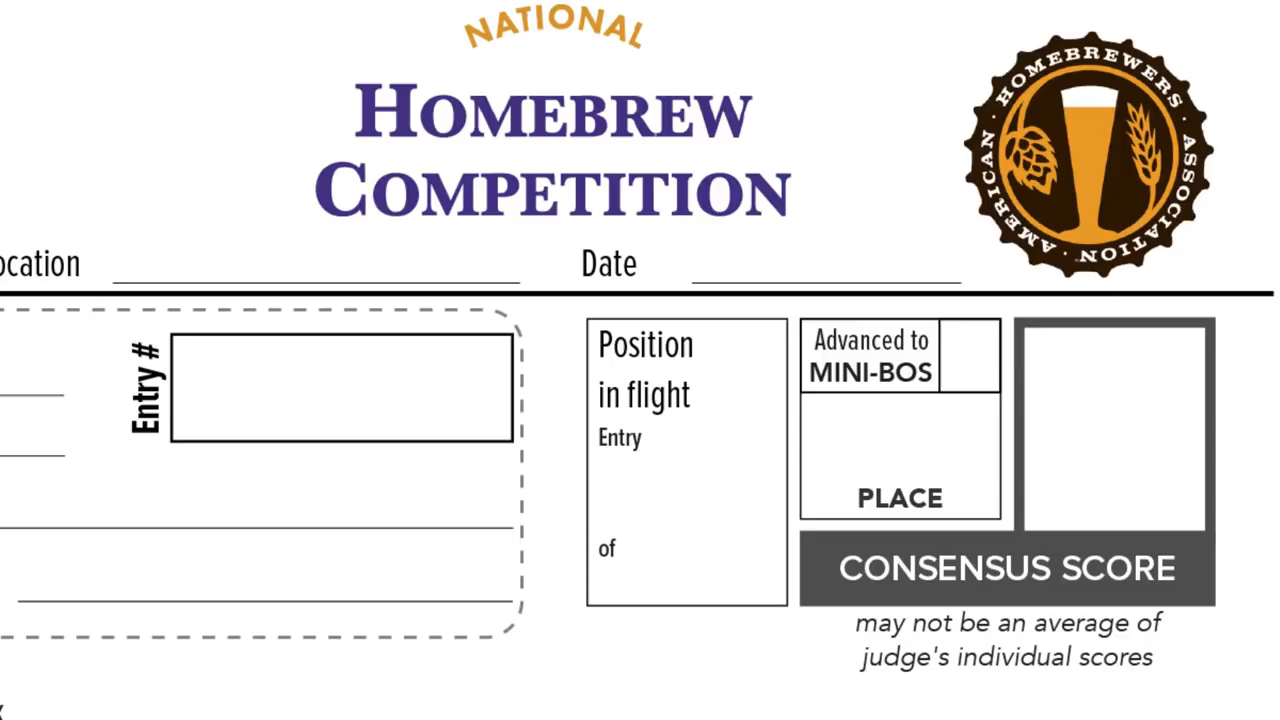 NATIONAL
HOMEBREW
COMPETITION
AMERICAN · HOMEBREWERS ASSOCIATION ·
ocation
Date
Entry #
Position
in flight
Entry
of
Advanced to
MINI-BOS
PLACE
CONSENSUS SCORE
may not be an average of
judge's individual scores